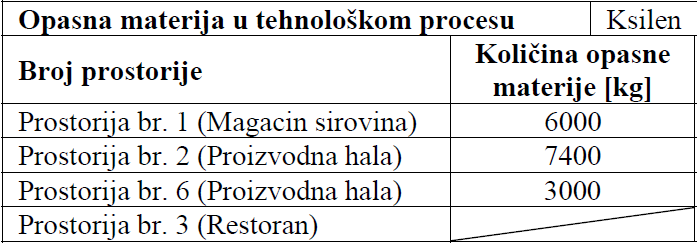 Opasna materija u tehnološkom procesu Ksilen
Broj prostorije Količina opasne materije [kg]
Prostorija br. 1 (Magacin sirovina) 6000
Prostorija br. 2 (Proizvodna hala) 7400
Prostorija br. 6 (Proizvodna hala) 3000
Prostorija br. 3 (Restoran)